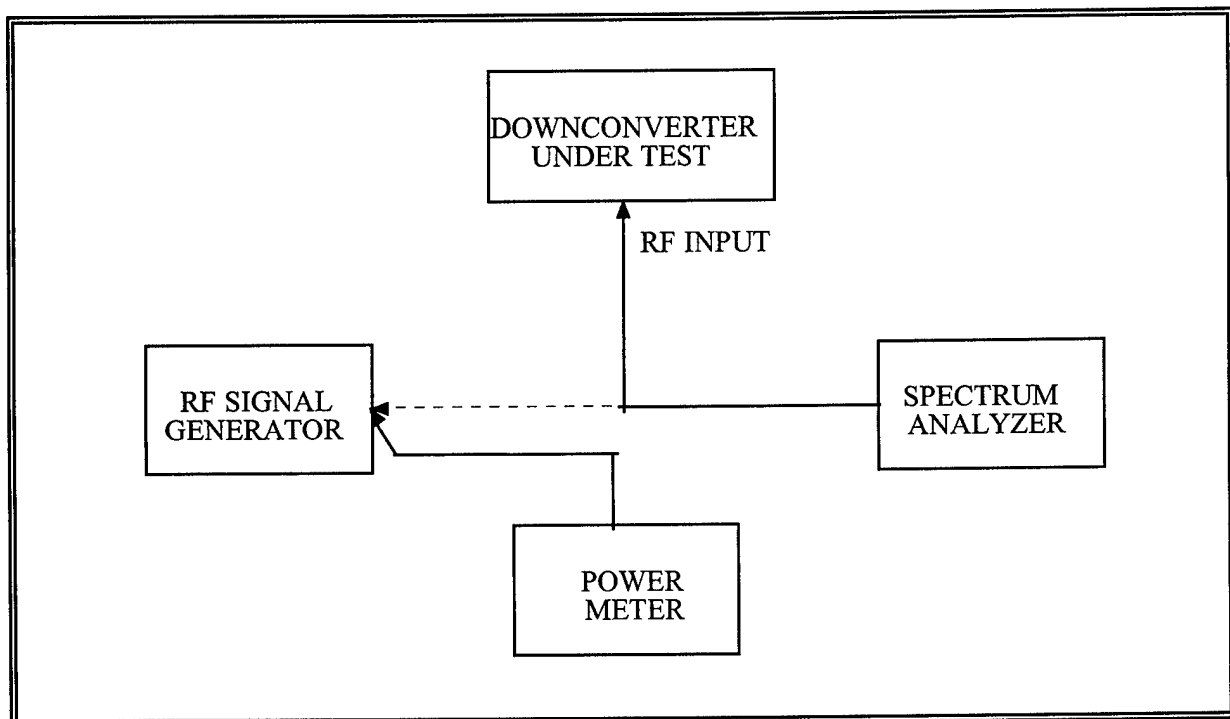 DOWNCONVERTER
UNDER TEST
RF INPUT
RF SIGNAL
GENERATOR
SPECTRUM
ANALYZER
POWER
METER